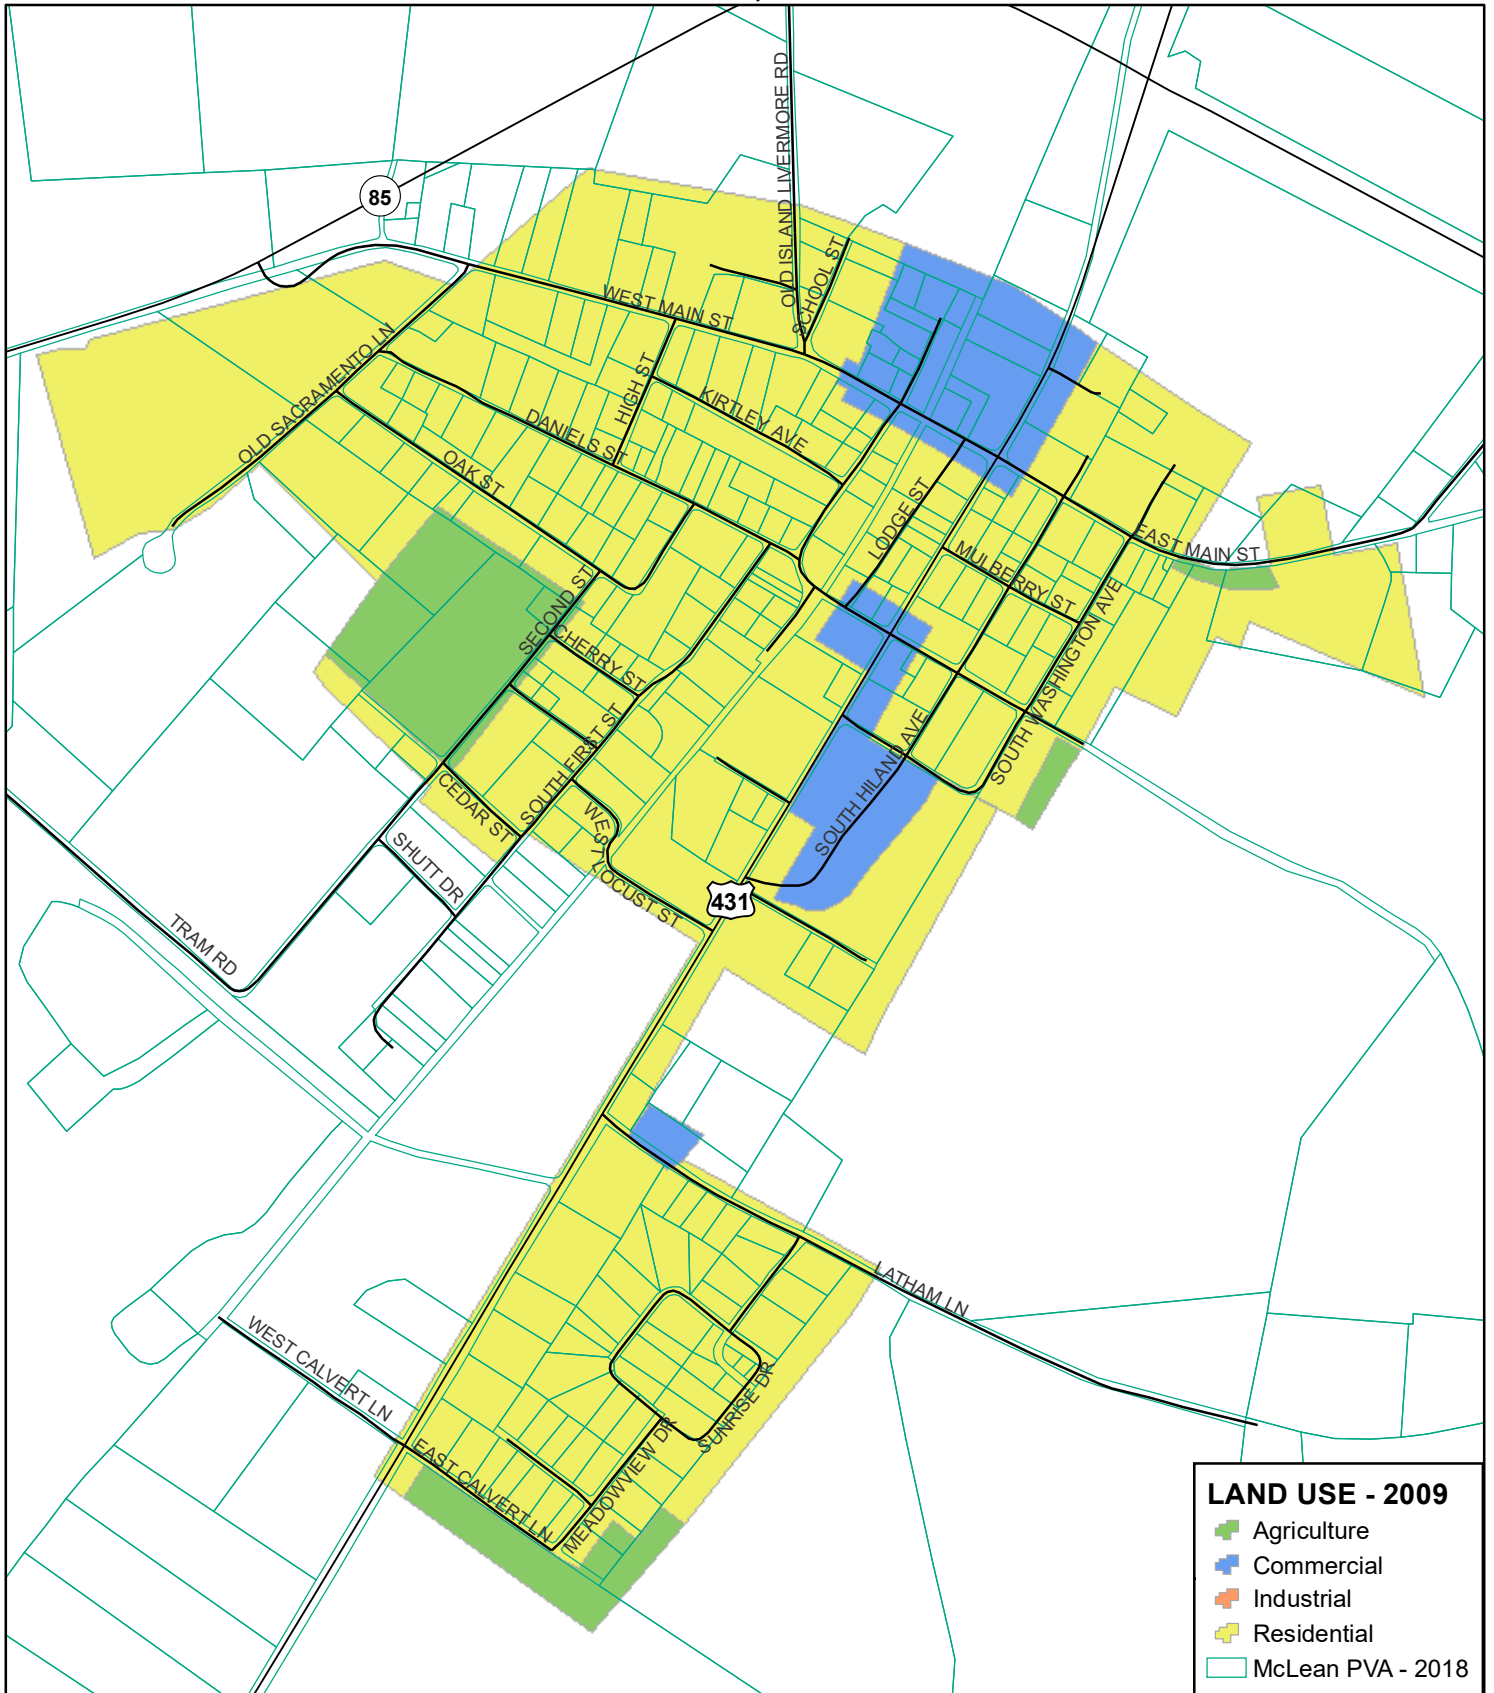 OLD ISLAND LIVERMORE RD
85
SCHOOL ST
WEST MAIN ST
OLD SACRAMENTO LN
HIGH ST
KIRTLEY AVE
DANIELS ST
OAK ST
LODGE ST
EAST MAIN ST
MULBERRY ST
SECOND ST
CHERRY ST
SOUTH WASHINGTON AVE
SOUTH FIRST ST
SOUTH HILAND AVE
CEDAR ST
WEST LOCUST ST
SHUTT DR
431
TRAM RD
LATHAM LN
WEST CALVERT LN
SUNRISE DR
MEADOWVIEW DR
EAST CALVERT LN
LAND USE - 2009
Agriculture
Commercial
Industrial
Residential
McLean PVA - 2018